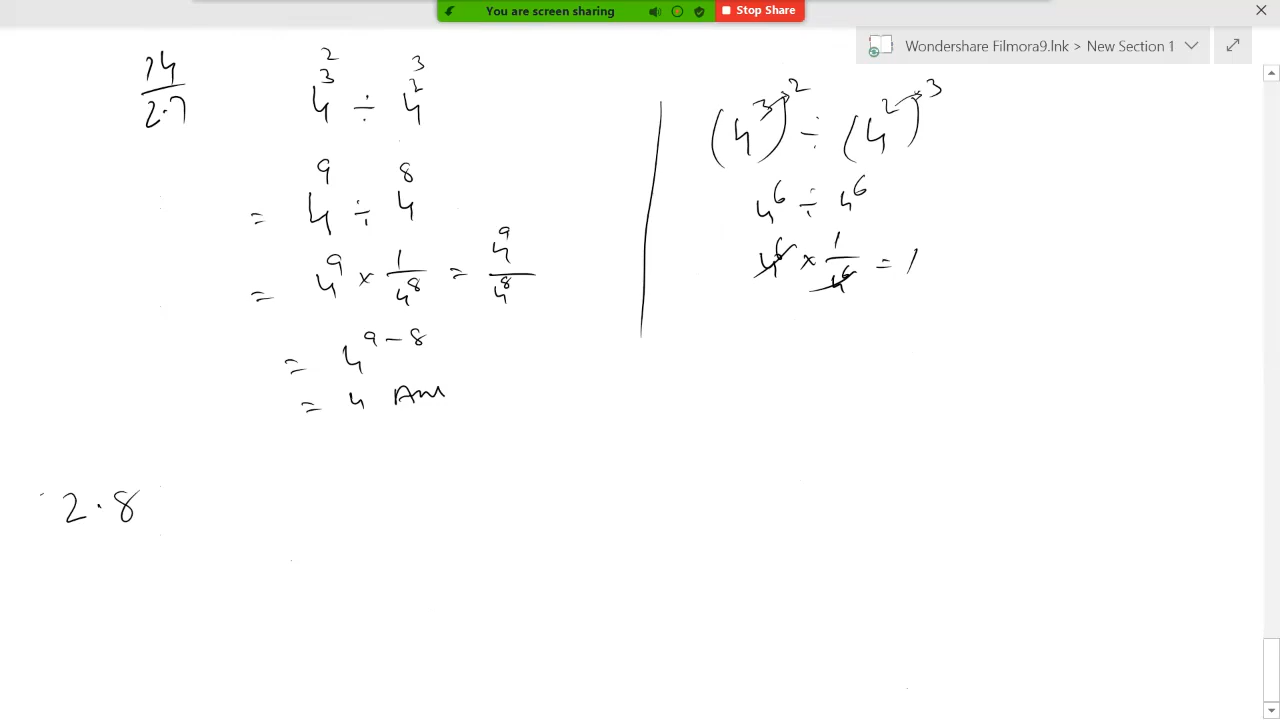 You are screen sharing Stop Share
Wondershare Filmora9.lnk > New Section 1
14/2.7
4^3^2 ÷ 4^2^3
= 4^9 ÷ 4^8
= 4^9 × 1/4^8 = 4^9/4^8
= 4^9-8
= 4 Ans
(4^3)^2 ÷ (4^2)^3
4^6 ÷ 4^6
4^6 × 1/4^6 = 1
2.8